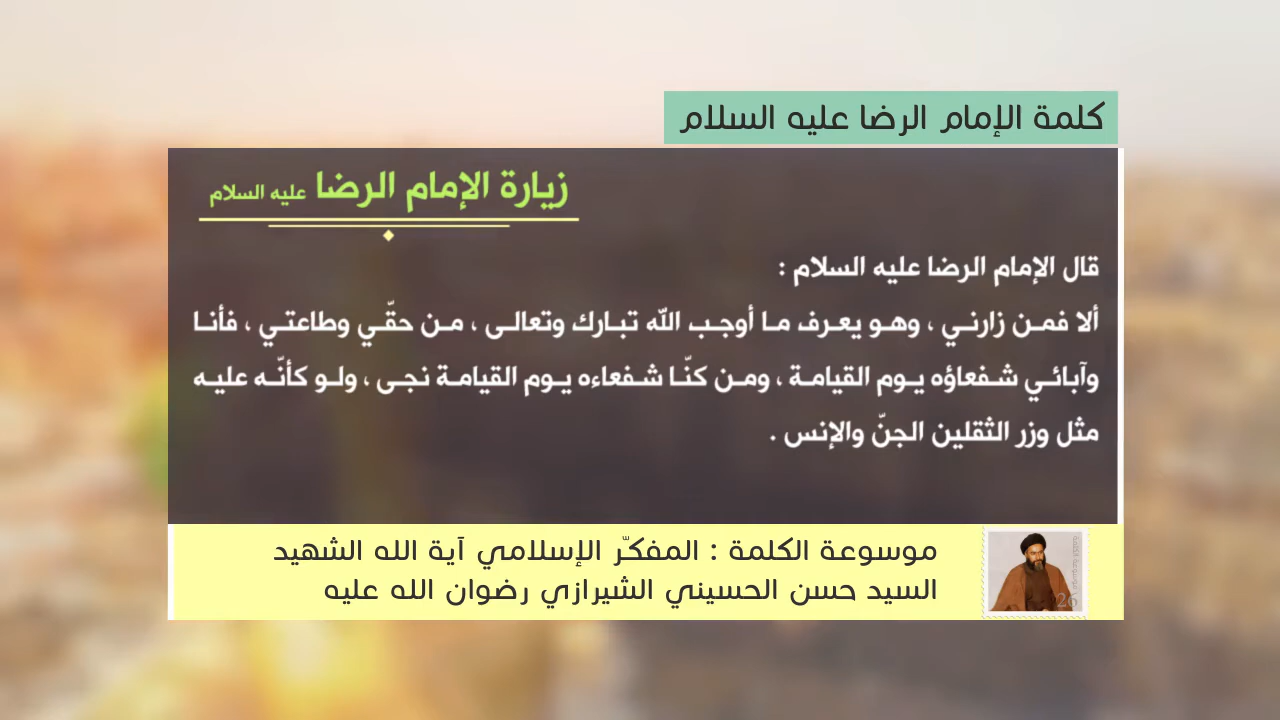 كلمة الإمام الرضا عليه السلام
زيارة الإمام الرضا عليه السلام
قال الإمام الرضا عليه السلام :
ألا فمن زارني ، وهو يعرف ما أوجب الله تبارك وتعالى ، من حقّي وطاعتي ، فأنا
وآبائي شفعاؤه يوم القيامة ، ومن كنّا شفعاءه يوم القيامة نجى ، ولو كأنّه عليه
مثل وزر الثقلين الجنّ والإنس .
موسوعة الكلمة : المفكّر الإسلامي آية الله الشهيد
السيد حسن الحسيني الشيرازي رضوان الله عليه